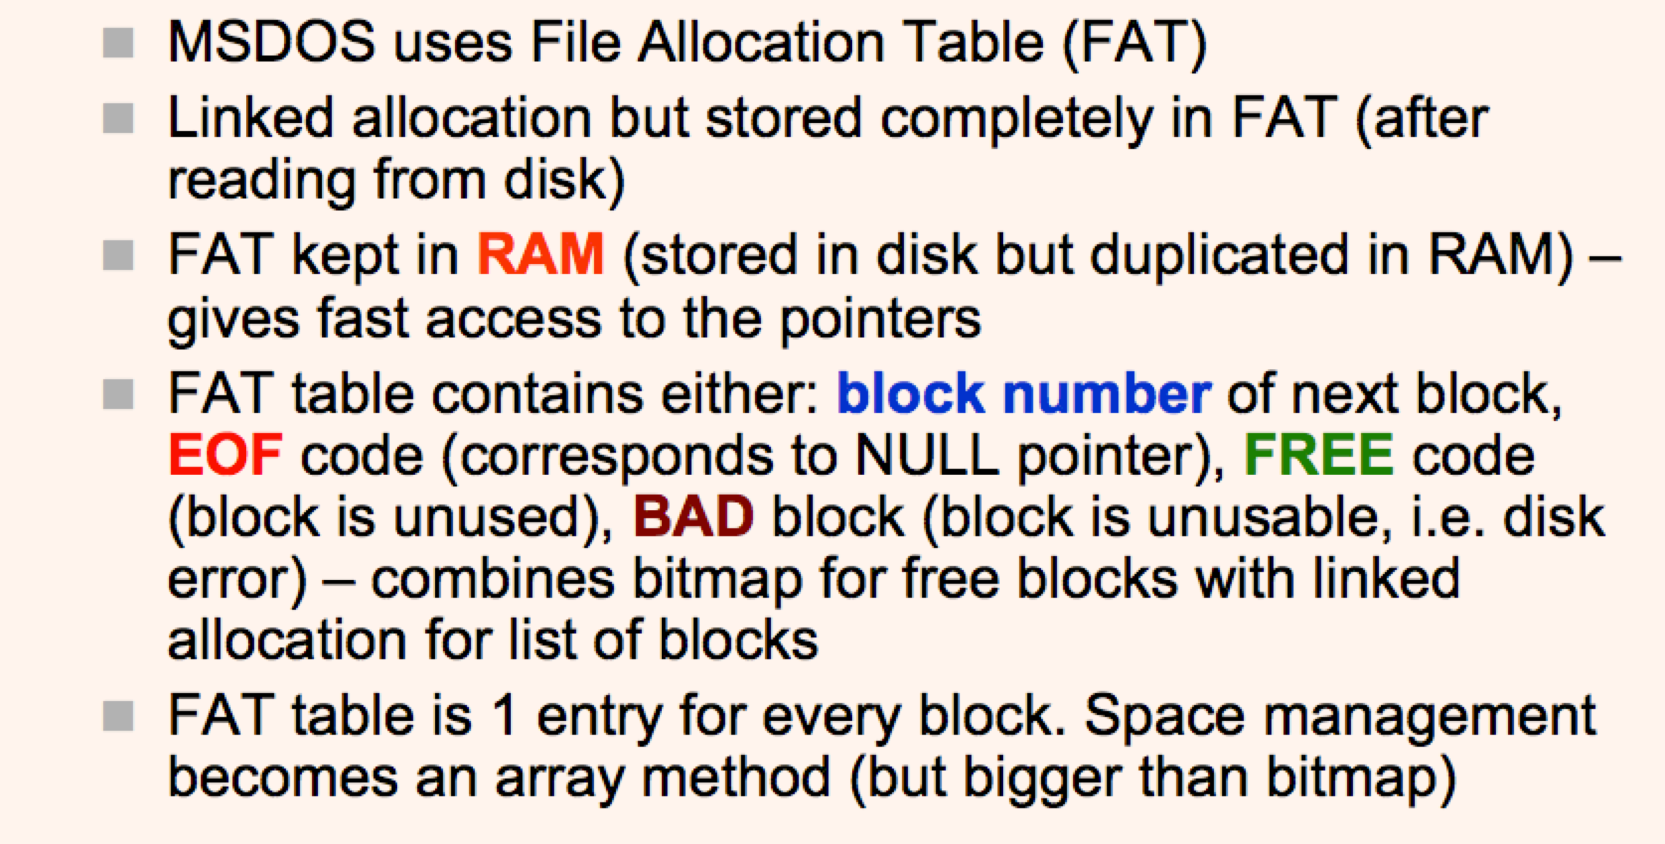 MSDOS uses File Allocation Table (FAT)
Linked allocation but stored completely in FAT (after
reading from disk)
FAT kept in RAM (stored in disk but duplicated in RAM) –
gives fast access to the pointers
FAT table contains either: block number of next block,
EOF code (corresponds to NULL pointer), FREE code
(block is unused), BAD block (block is unusable, i.e. disk
error) – combines bitmap for free blocks with linked
allocation for list of blocks
FAT table is 1 entry for every block. Space management
becomes an array method (but bigger than bitmap)